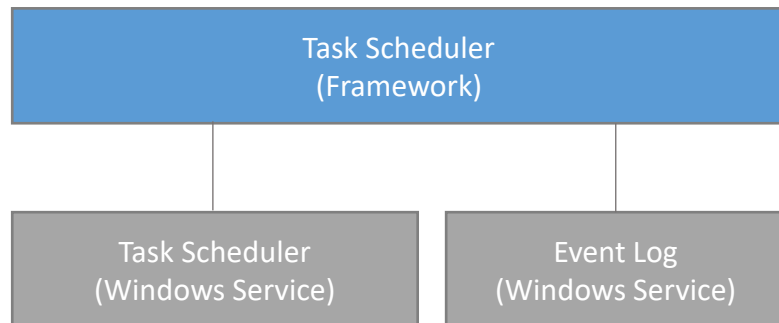 Task Scheduler
(Framework)
Task Scheduler
(Windows Service)
Event Log
(Windows Service)